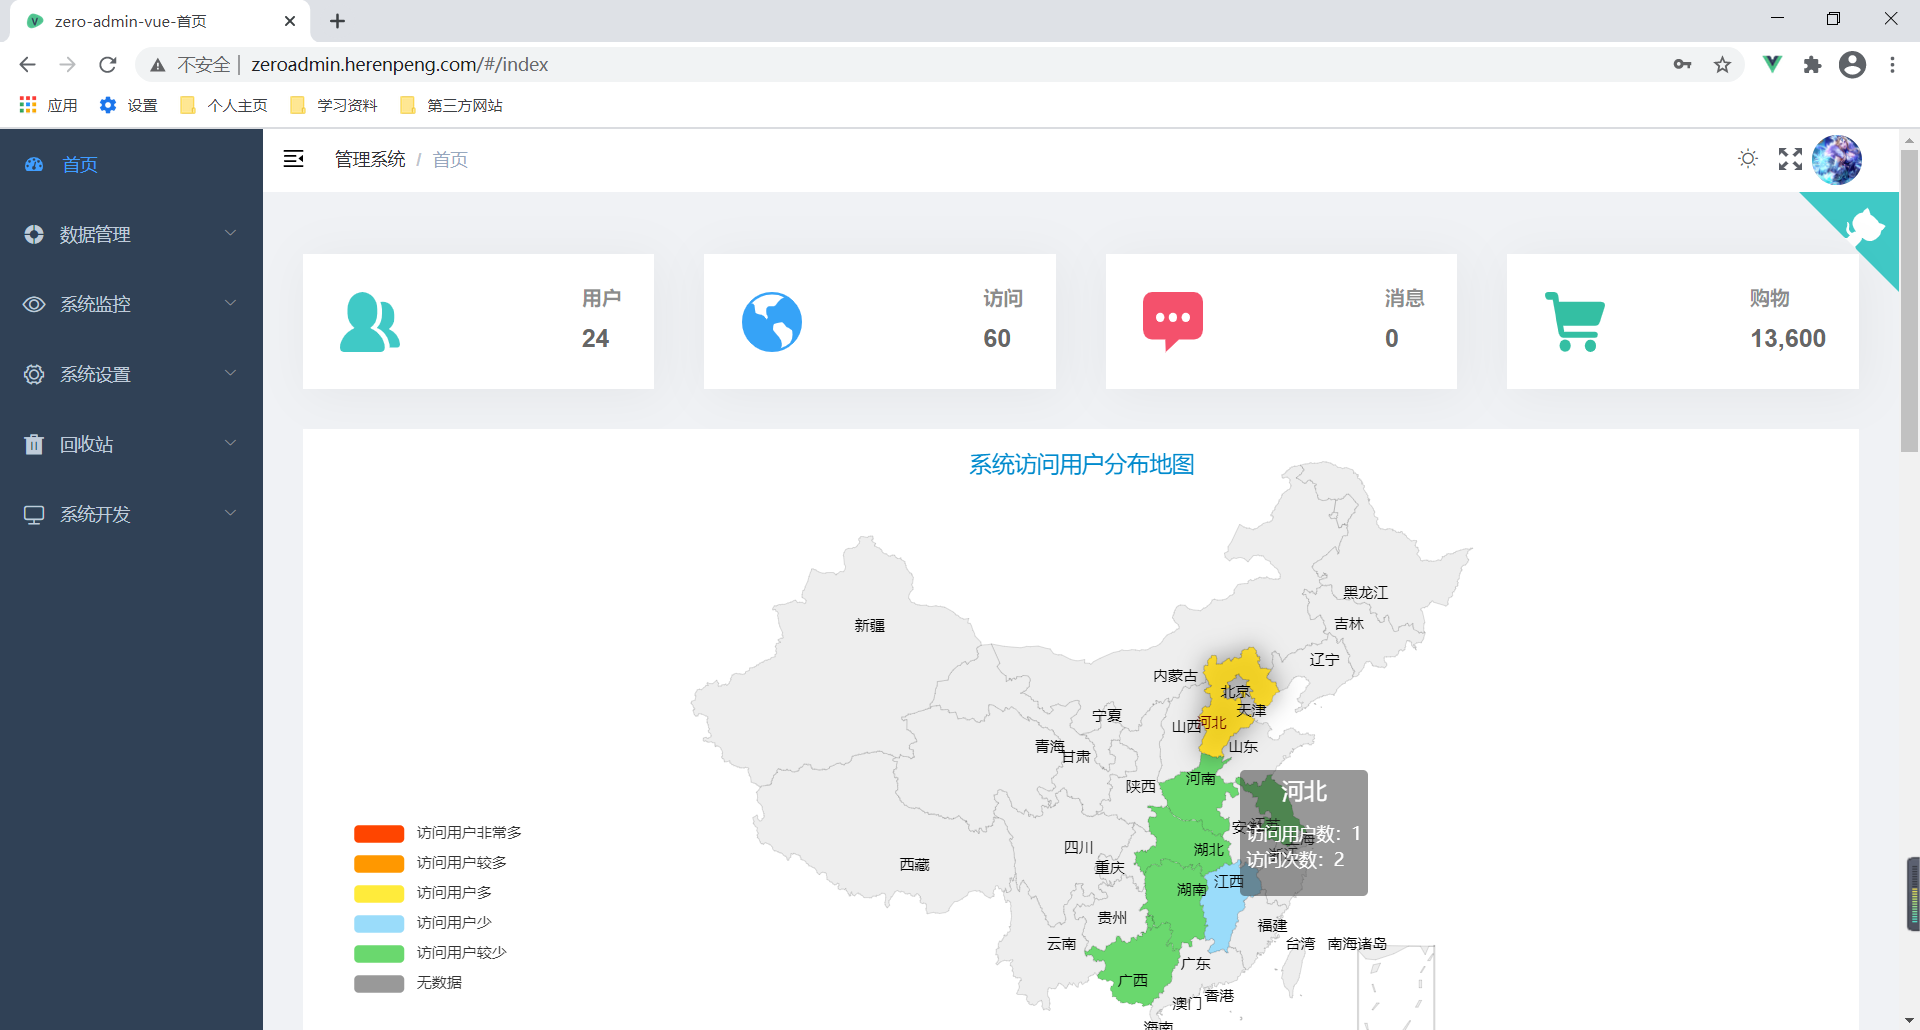 zero-admin-vue-首页
不安全
zeroadmin.herenpeng.com/#/index
应用
设置
个人主页
学习资料
第三方网站
首页
数据管理
系统监控
系统设置
回收站
系统开发
管理系统 / 首页
用户
24
访问
60
消息
0
购物
13,600
系统访问用户分布地图
黑龙江
吉林
新疆
辽宁
内蒙古
北京
天津
宁夏
山西
河北
青海
甘肃
山东
陕西
河南
河北
访问用户数：1
访问次数：2
四川
湖北
重庆
西藏
江西
湖南
贵州
福建
云南
台湾
南海诸岛
广东
广西
香港
澳门
海南
访问用户非常多
访问用户较多
访问用户多
访问用户少
访问用户较少
无数据